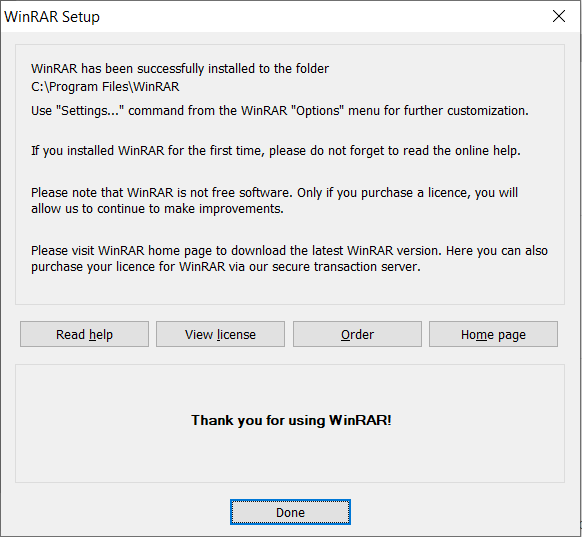 WinRAR Setup
WinRAR has been successfully installed to the folder
C:\Program Files\WinRAR
Use "Settings..." command from the WinRAR "Options" menu for further customization.
If you installed WinRAR for the first time, please do not forget to read the online help.
Please note that WinRAR is not free software. Only if you purchase a licence, you will
allow us to continue to make improvements.
Please visit WinRAR home page to download the latest WinRAR version. Here you can also
purchase your licence for WinRAR via our secure transaction server.
Read help
View license
Order
Home page
Thank you for using WinRAR!
Done